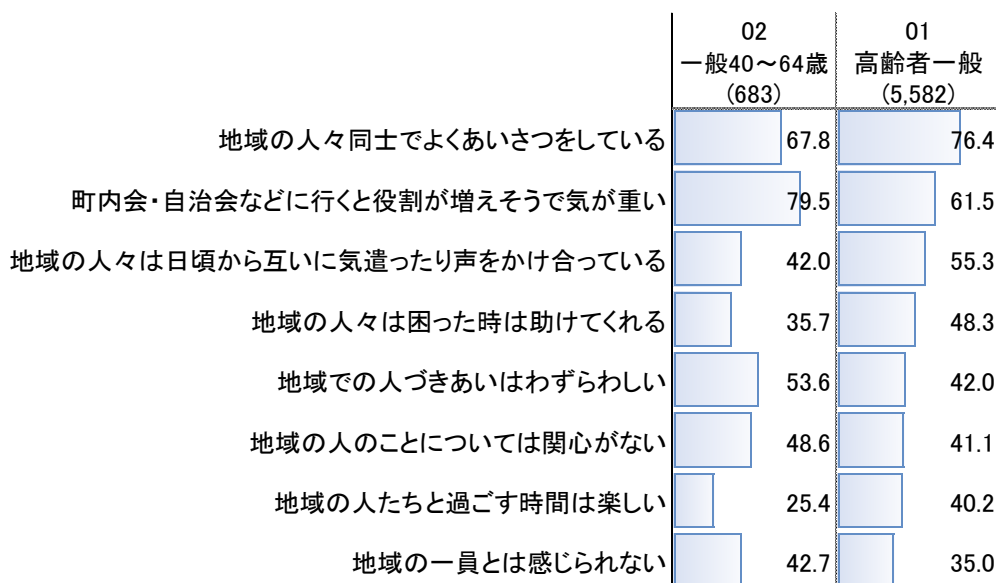 02 01
一般40～64歳 高齢者一般
(683) (5,582)
地域の人々同士でよくあいさつをしている 67.8 76.4
町内会・自治会などに行くと役割が増えそうで気が重い 79.5 61.5
地域の人々は日頃から互いに気遣ったり声をかけ合っている 42.0 55.3
地域の人々は困った時は助けてくれる 35.7 48.3
地域での人づきあいはわずらわしい 53.6 42.0
地域の人のことについては関心がない 48.6 41.1
地域の人たちと過ごす時間は楽しい 25.4 40.2
地域の一員とは感じられない 42.7 35.0